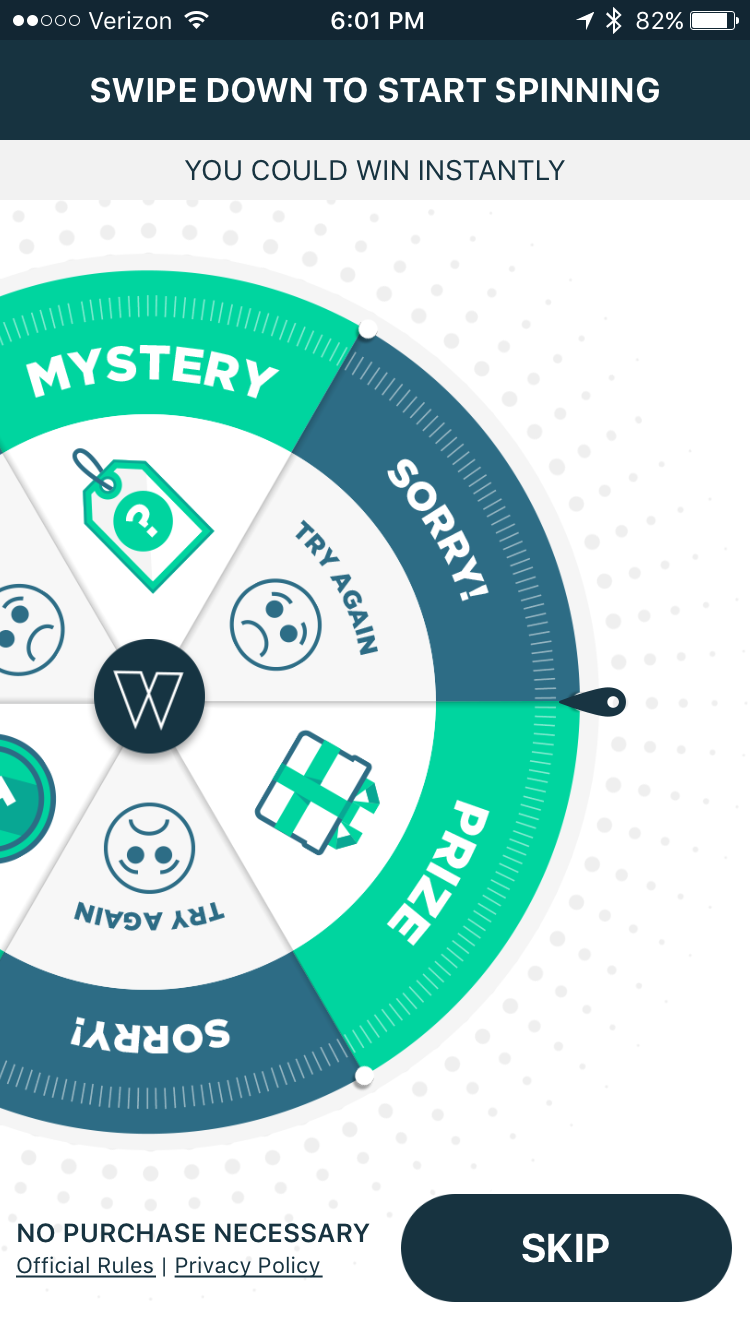 Verizon 6:01 PM 82%
SWIPE DOWN TO START SPINNING
YOU COULD WIN INSTANTLY
MYSTERY
?
SORRY!
TRY AGAIN
W
PRIZE
TRY AGAIN
SORRY!
NO PURCHASE NECESSARY
Official Rules | Privacy Policy
SKIP